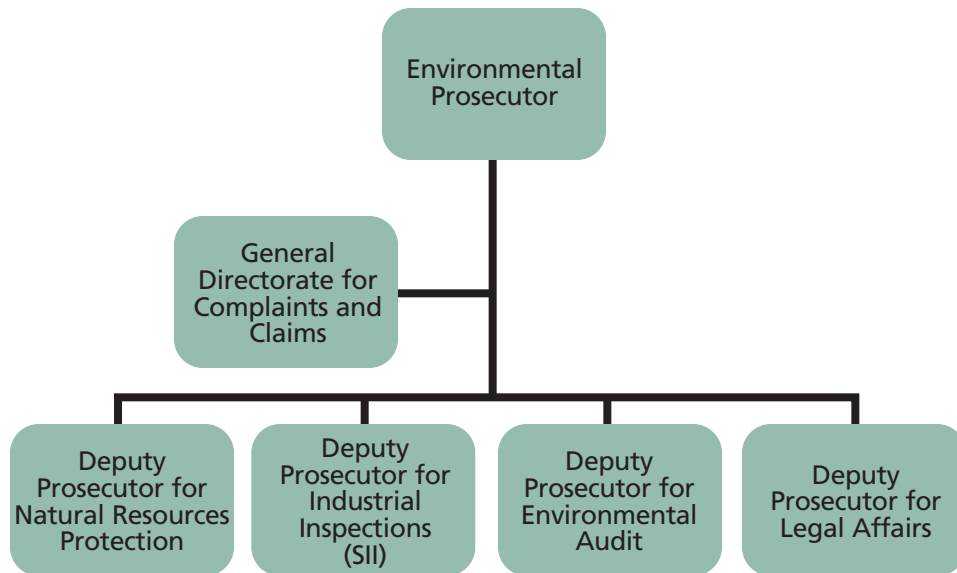 Environmental
Prosecutor
General
Directorate for
Complaints and
Claims
Deputy
Prosecutor for
Natural Resources
Protection
Deputy
Prosecutor for
Industrial
Inspections
(SII)
Deputy
Prosecutor for
Environmental
Audit
Deputy
Prosecutor for
Legal Affairs